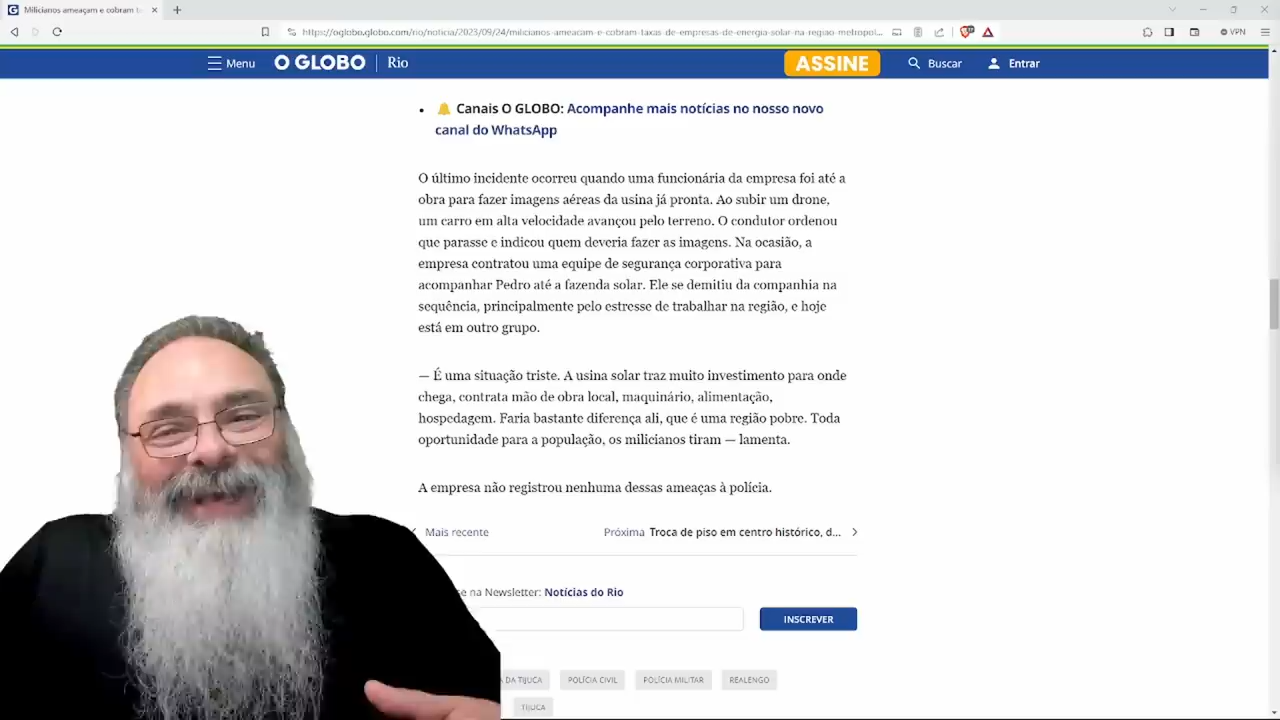 Milicianos ameaçam e cobram ta
https://oglobo.globo.com/rio/noticia/2023/09/24/milicianos-ameacam-e-cobram-taxas-de-empresas-de-energia-solar-na-regiao-metropol...
VPN
Menu
O GLOBO
Rio
ASSINE
Buscar
Entrar
Canais O GLOBO: Acompanhe mais notícias no nosso novo
canal do WhatsApp
O último incidente ocorreu quando uma funcionária da empresa foi até a
obra para fazer imagens aéreas da usina já pronta. Ao subir um drone,
um carro em alta velocidade avançou pelo terreno. O condutor ordenou
que parasse e indicou quem deveria fazer as imagens. Na ocasião, a
empresa contratou uma equipe de segurança corporativa para
acompanhar Pedro até a fazenda solar. Ele se demitiu da companhia na
sequência, principalmente pelo estresse de trabalhar na região, e hoje
está em outro grupo.
— É uma situação triste. A usina solar traz muito investimento para onde
chega, contrata mão de obra local, maquinário, alimentação,
hospedagem. Faria bastante diferença ali, que é uma região pobre. Toda
oportunidade para a população, os milicianos tiram — lamenta.
A empresa não registrou nenhuma dessas ameaças à polícia.
Mais recente
Próxima Troca de piso em centro histórico, d...
se na Newsletter: Notícias do Rio
INSCREVER
DA TIJUCA
POLÍCIA CIVIL
POLÍCIA MILITAR
REALENGO
TIJUCA